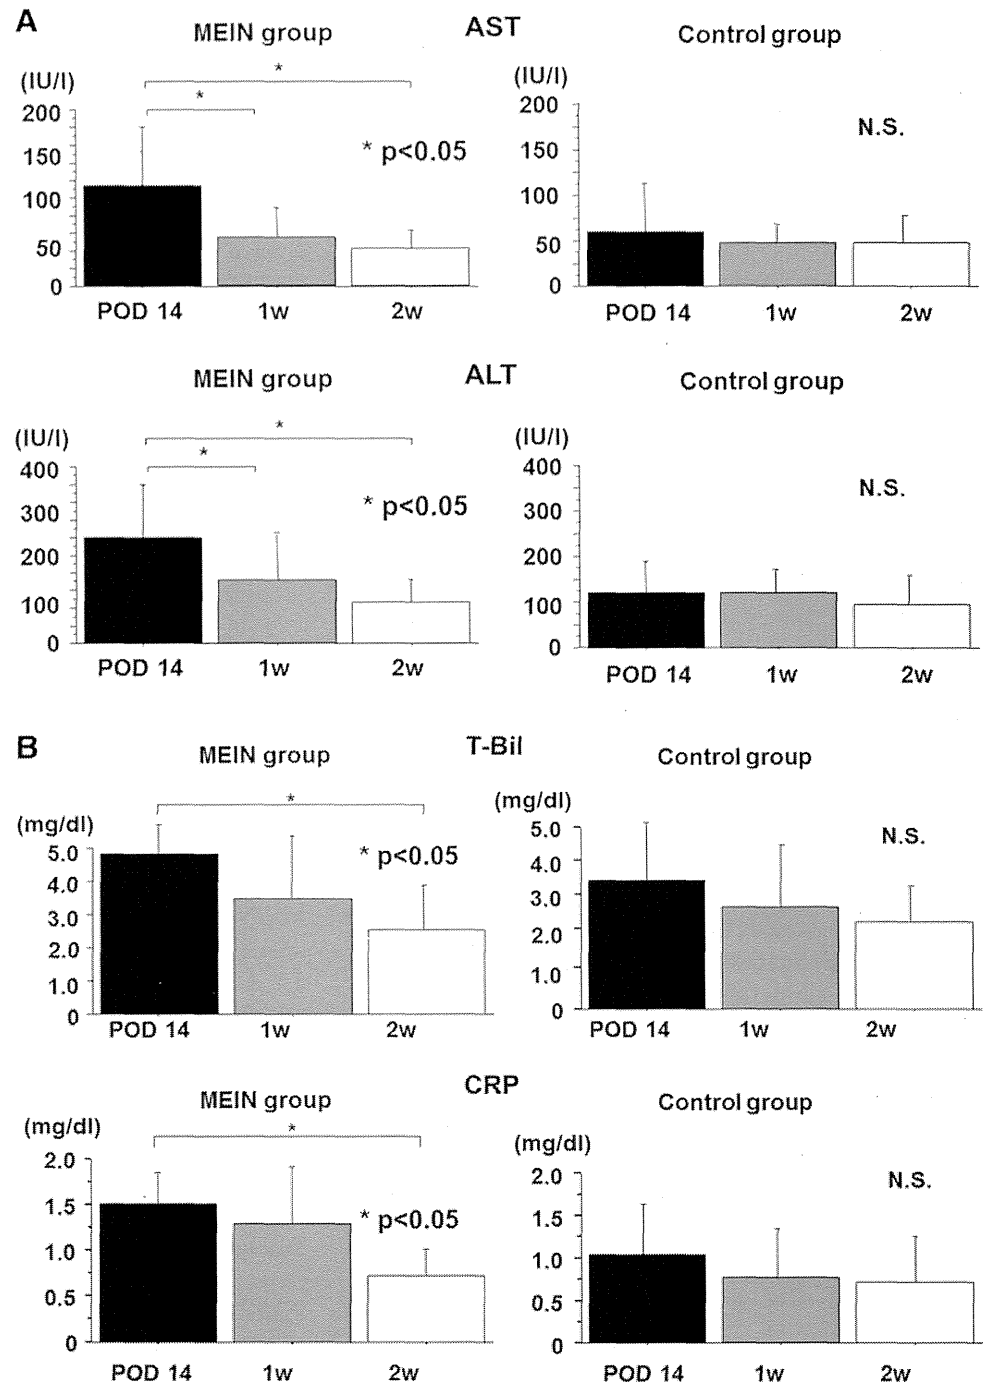 A
MEIN group
AST
Control group
(IU/l)
*
*
* p<0.05
200
150
100
50
0
POD 14
1w
2w
(IU/l)
N.S.
200
150
100
50
0
POD 14
1w
2w
MEIN group
ALT
Control group
(IU/l)
*
*
* p<0.05
400
300
200
100
0
POD 14
1w
2w
(IU/l)
N.S.
400
300
200
100
0
POD 14
1w
2w
B
MEIN group
T-Bil
Control group
(mg/dl)
*
* p<0.05
5.0
4.0
3.0
2.0
1.0
0
POD 14
1w
2w
(mg/dl)
N.S.
5.0
4.0
3.0
2.0
1.0
0
POD 14
1w
2w
MEIN group
CRP
Control group
(mg/dl)
*
* p<0.05
2.0
1.5
1.0
0.5
0
POD 14
1w
2w
(mg/dl)
N.S.
2.0
1.5
1.0
0.5
0
POD 14
1w
2w